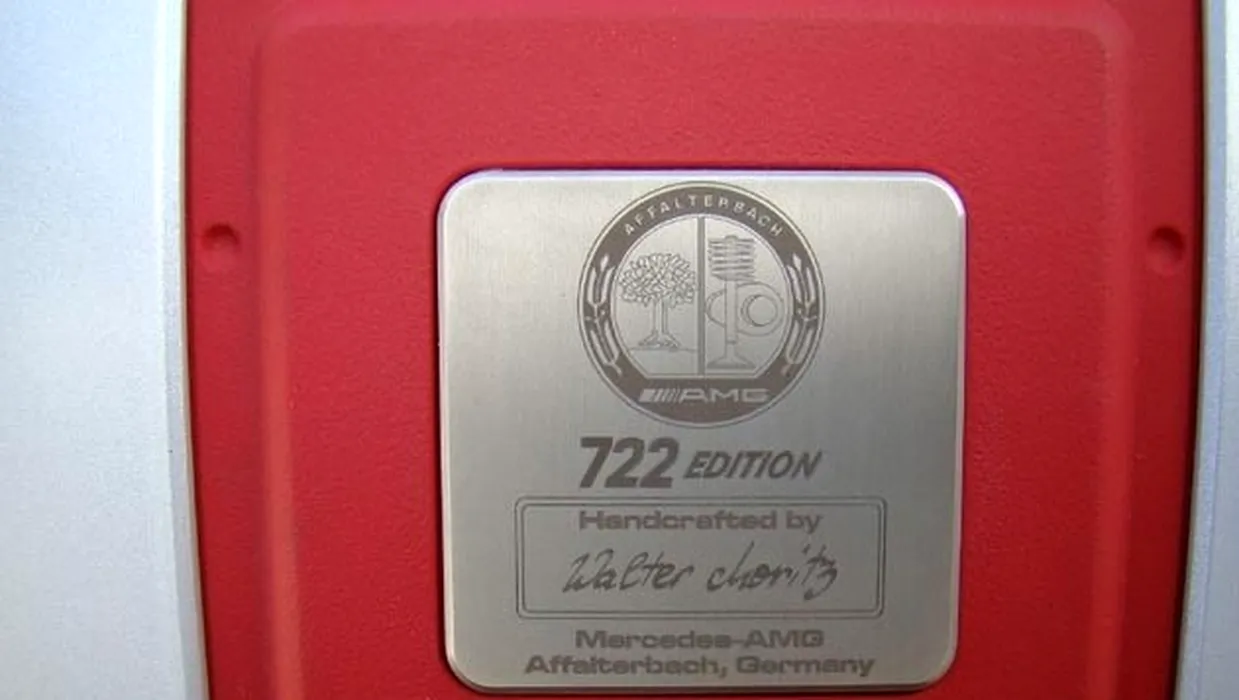 AFFALTERBACH
AMG
722 EDITION
Handcrafted by
Walter choritz
Mercedes-AMG
Affalterbach, Germany